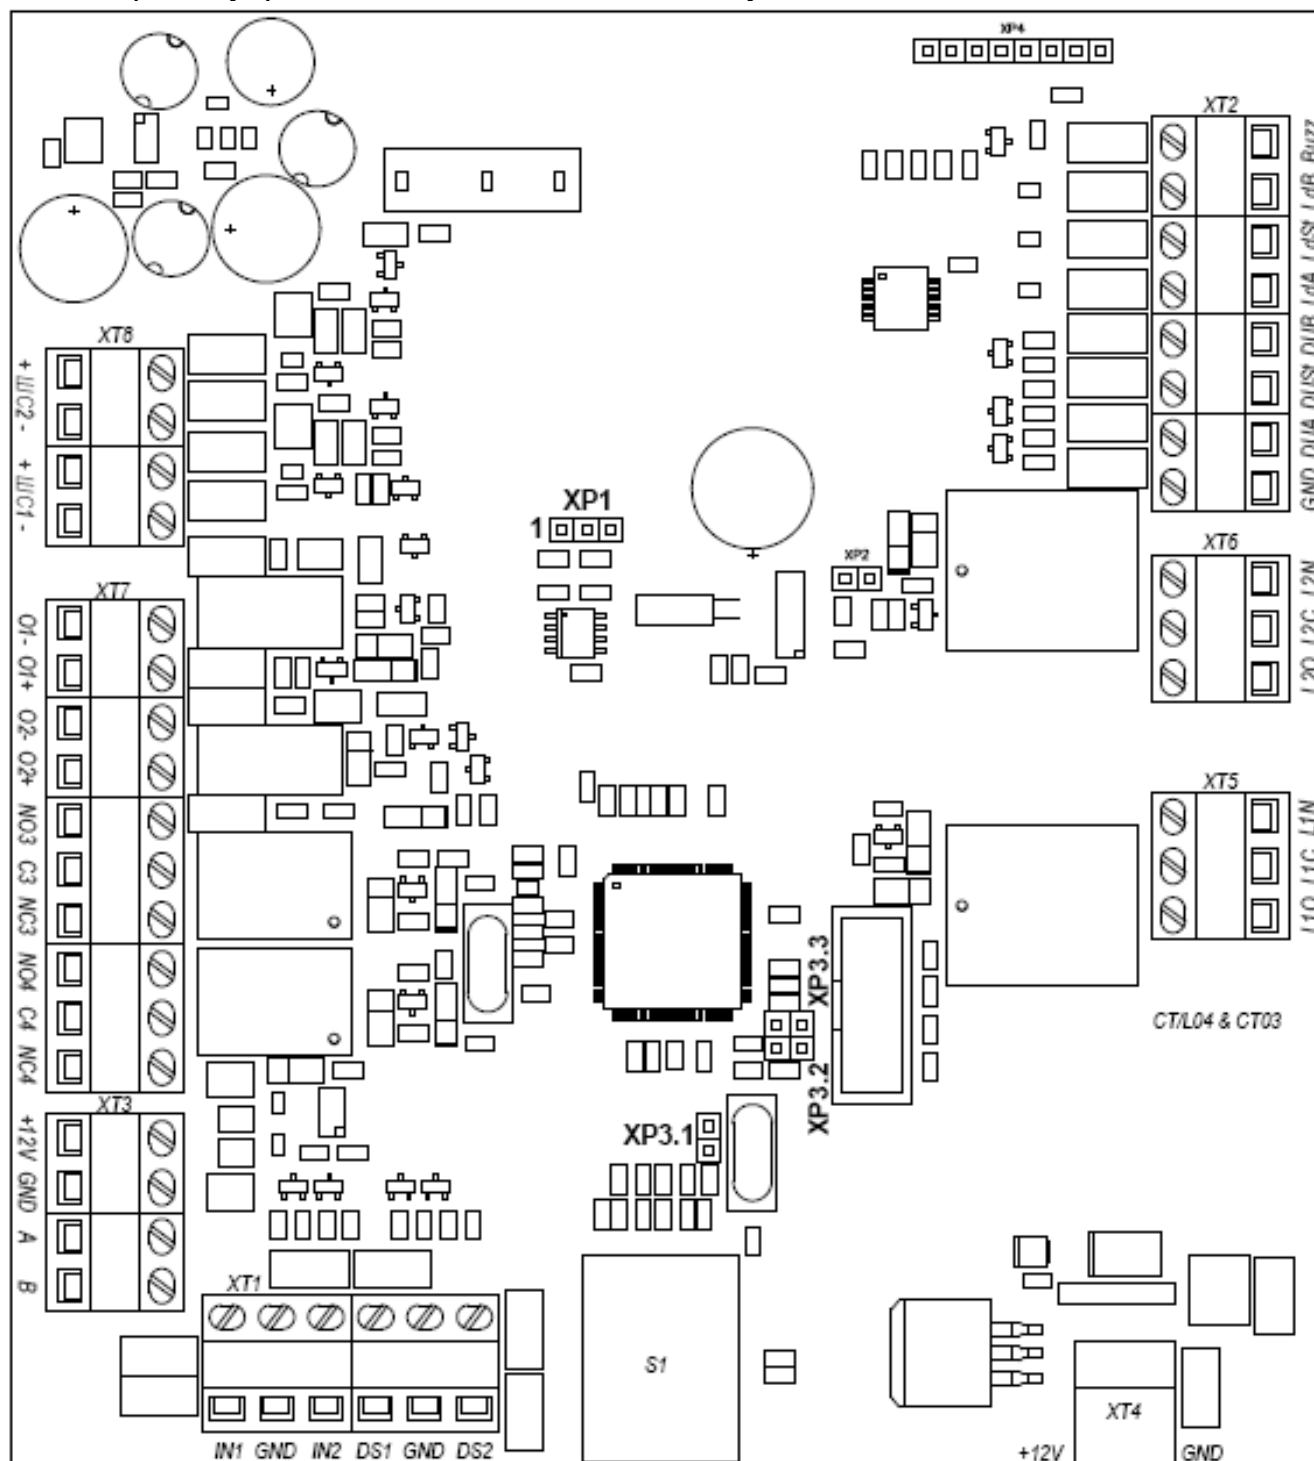 XP4
XT2
Buzz
LdB
LdSt
LdA
DUB
DUSt
DUA
GND
XT8
+ ШС2 -
+ ШС1 -
XP1
1
XP2
XT6
L2N
L2C
L2O
XT7
O1-
O1+
O2-
O2+
NO3
C3
NC3
NO4
C4
NC4
XT5
L1N
L1C
L1O
XP3.3
XP3.2
CT/L04 & CT03
XT3
+12V
GND
A
B
XP3.1
XT1
IN1 GND IN2 DS1 GND DS2
S1
XT4
+12V GND